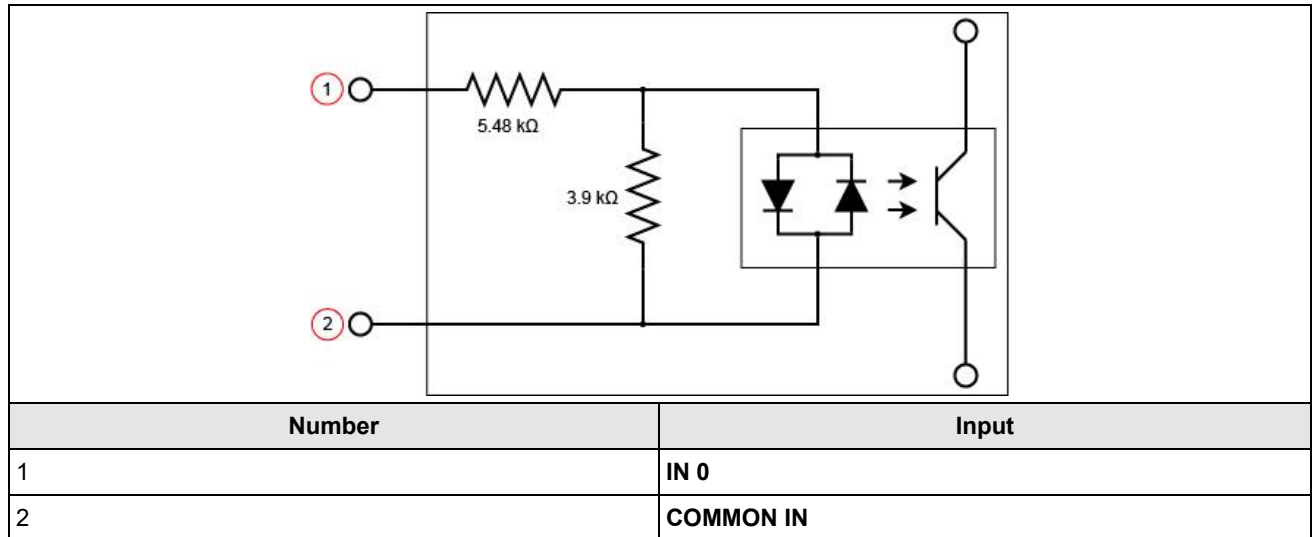 1
5.48 kΩ
3.9 kΩ
2
Number Input
1 IN 0
2 COMMON IN